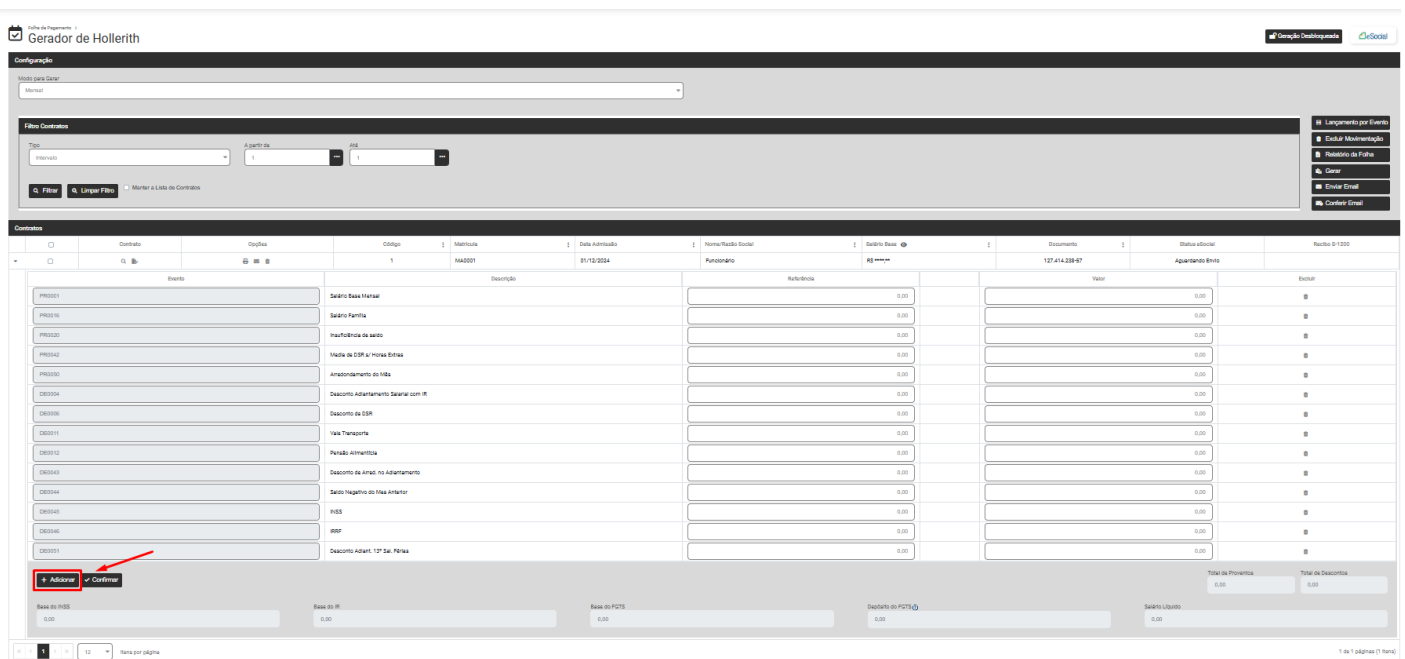 Folha de Pagamento
Gerador de Hollerith
Geração Desbloqueada
eSocial
Configuração
Modo para Gerar
Mensal
Filtro Contratos
Tipo
A partir de
Até
Intervalo
1
1
Filtrar
Limpar Filtro
Manter a Lista de Contratos
Lançamento por Evento
Excluir Movimentação
Relatório da Folha
Gerar
Enviar Email
Conferir Email
Contratos
Contrato Opções Código Matrícula Data Admissão Nome/Razão Social Salário Base Documento Status eSocial Recibo S-1200
1 MA0001 01/12/2024 Funcionário R$ ****,** 127.414.238-67 Aguardando Envio
Evento Descrição Referência Valor Excluir
PR0001 Salário Base Mensal 0,00 0,00
PR0016 Salário Família 0,00 0,00
PR0020 Insuficiência de saldo 0,00 0,00
PR0042 Media de DSR s/ Horas Extras 0,00 0,00
PR0050 Arredondamento do Mês 0,00 0,00
DE0004 Desconto Adiantamento Salarial com IR 0,00 0,00
DE0006 Desconto de DSR 0,00 0,00
DE0011 Vale Transporte 0,00 0,00
DE0012 Pensão Alimentícia 0,00 0,00
DE0043 Desconto de Arred. no Adiantamento 0,00 0,00
DE0044 Saldo Negativo do Mes Anterior 0,00 0,00
DE0045 INSS 0,00 0,00
DE0046 IRRF 0,00 0,00
DE0051 Desconto Adiant. 13º Sal. Férias 0,00 0,00
Adicionar
Confirmar
Total de Proventos
Total de Descontos
0,00
0,00
Base do INSS Base do IR Base do FGTS Depósito do FGTS Salário Líquido
0,00 0,00 0,00 0,00 0,00
1 12 Itens por página
1 de 1 páginas (1 itens)